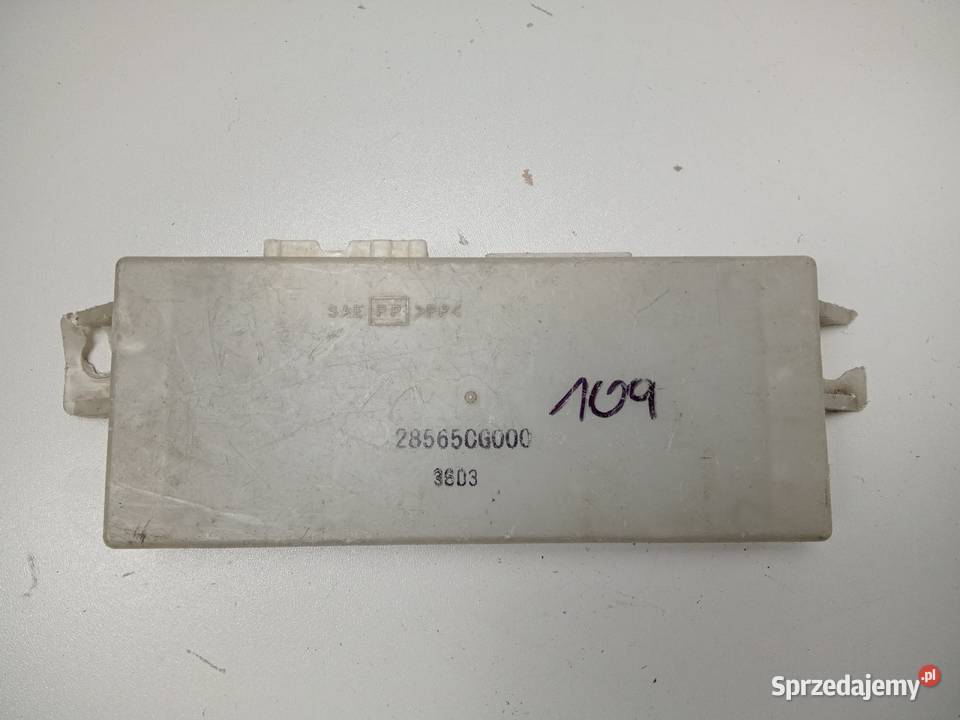 SAE PP >PP<
109
28565CG000
3603
Sprzedajemy.pl